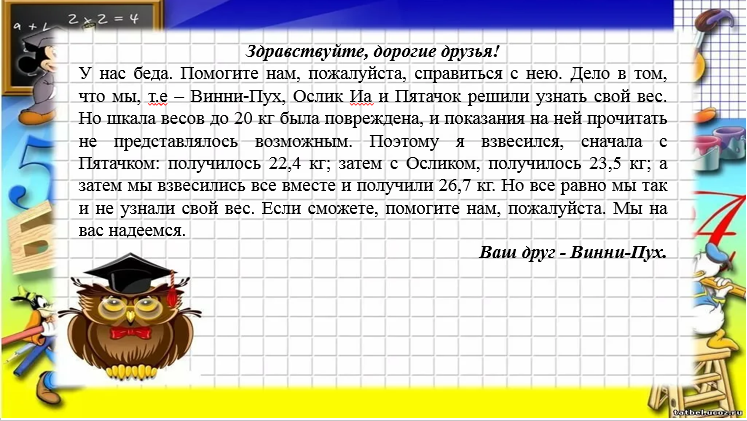 a + b 2 x 2 = 4
Здравствуйте, дорогие друзья!
У нас беда. Помогите нам, пожалуйста, справиться с нею. Дело в том,
что мы, т.е – Винни-Пух, Ослик Иа и Пятачок решили узнать свой вес.
Но шкала весов до 20 кг была повреждена, и показания на ней прочитать
не представлялось возможным. Поэтому я взвесился, сначала с
Пятачком: получилось 22,4 кг; затем с Осликом, получилось 23,5 кг; а
затем мы взвесились все вместе и получили 26,7 кг. Но все равно мы так
и не узнали свой вес. Если сможете, помогите нам, пожалуйста. Мы на
вас надеемся.
Ваш друг - Винни-Пух.